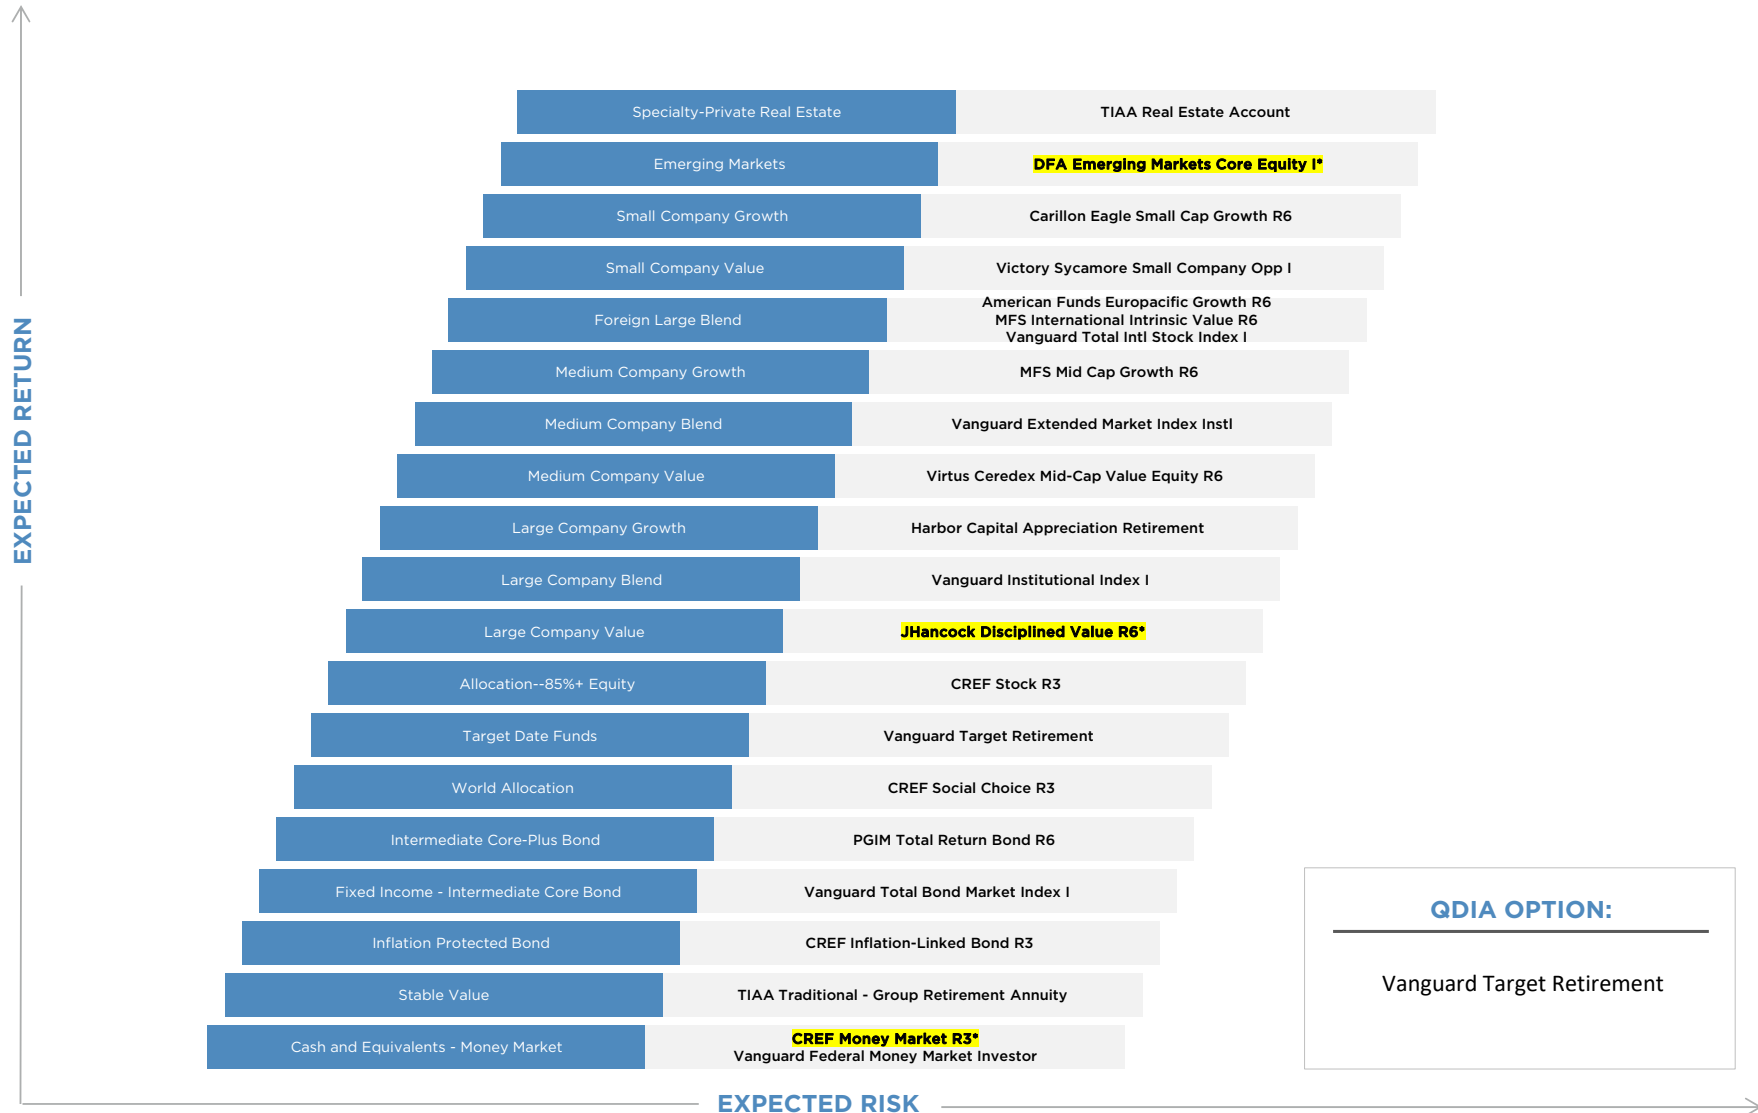 EXPECTED RETURN
Specialty-Private Real Estate
TIAA Real Estate Account
Emerging Markets
DFA Emerging Markets Core Equity I*
Small Company Growth
Carillon Eagle Small Cap Growth R6
Small Company Value
Victory Sycamore Small Company Opp I
Foreign Large Blend
American Funds Europacific Growth R6
MFS International Intrinsic Value R6
Vanguard Total Intl Stock Index I
Medium Company Growth
MFS Mid Cap Growth R6
Medium Company Blend
Vanguard Extended Market Index Instl
Medium Company Value
Virtus Ceredex Mid-Cap Value Equity R6
Large Company Growth
Harbor Capital Appreciation Retirement
Large Company Blend
Vanguard Institutional Index I
Large Company Value
JHancock Disciplined Value R6*
Allocation--85%+ Equity
CREF Stock R3
Target Date Funds
Vanguard Target Retirement
World Allocation
CREF Social Choice R3
Intermediate Core-Plus Bond
PGIM Total Return Bond R6
Fixed Income - Intermediate Core Bond
Vanguard Total Bond Market Index I
Inflation Protected Bond
CREF Inflation-Linked Bond R3
Stable Value
TIAA Traditional - Group Retirement Annuity
Cash and Equivalents - Money Market
CREF Money Market R3*
Vanguard Federal Money Market Investor
QDIA OPTION:
Vanguard Target Retirement
EXPECTED RISK